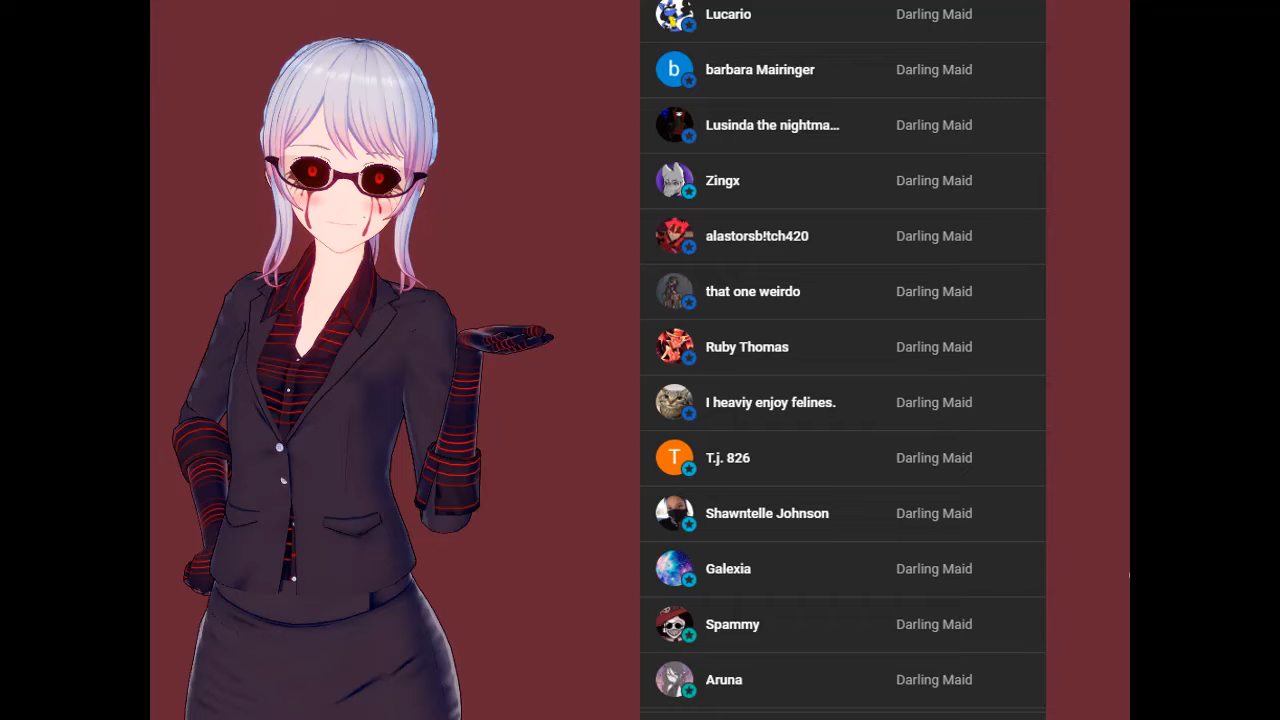 Lucario Darling Maid
b barbara Mairinger Darling Maid
Lusinda the nightma... Darling Maid
Zingx Darling Maid
alastorsb!tch420 Darling Maid
that one weirdo Darling Maid
Ruby Thomas Darling Maid
I heaviy enjoy felines. Darling Maid
T T.j. 826 Darling Maid
Shawntelle Johnson Darling Maid
Galexia Darling Maid
Spammy Darling Maid
Aruna Darling Maid